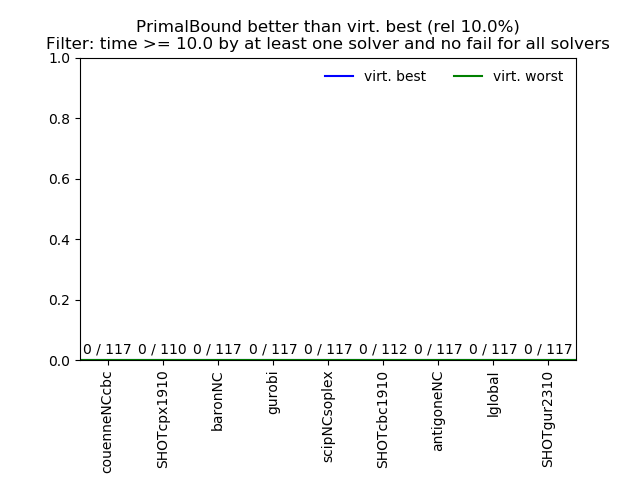 PrimalBound better than virt. best (rel 10.0%)
Filter: time >= 10.0 by at least one solver and no fail for all solvers
virt. best virt. worst
1.0
0.8
0.6
0.4
0.2
0.0
0 / 117 0 / 110 0 / 117 0 / 117 0 / 117 0 / 112 0 / 117 0 / 117 0 / 117
couenneNCcbc
SHOTcpx1910
baronNC
gurobi
scipNCsoplex
SHOTcbc1910
antigoneNC
lglobal
SHOTgur2310